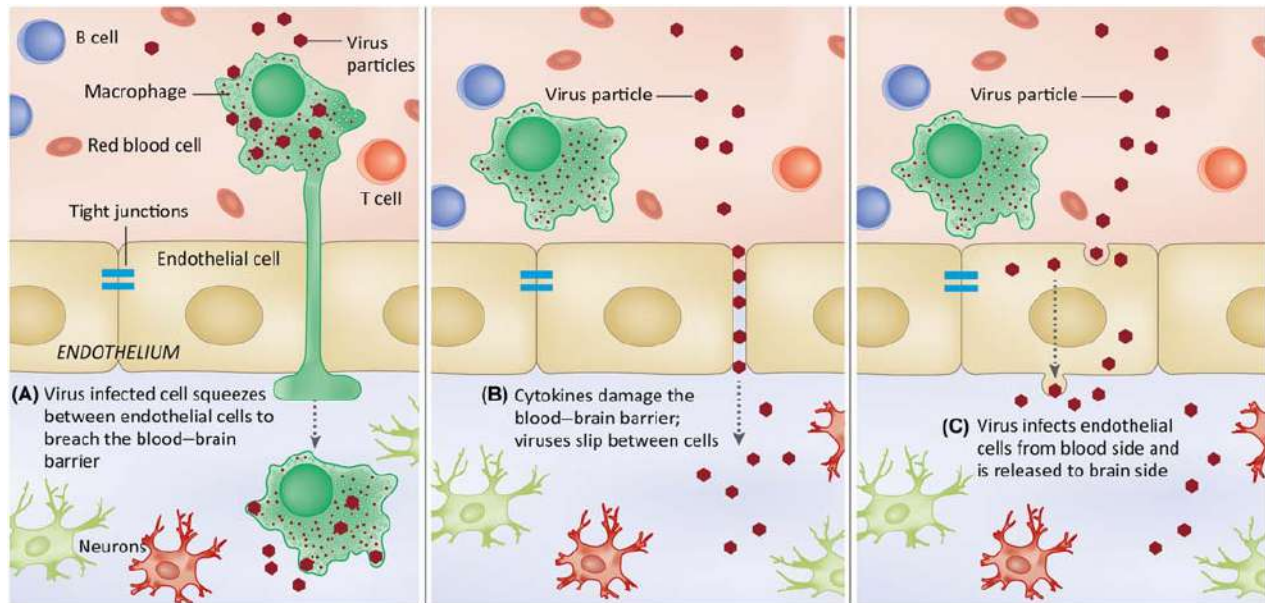 B cell
Virus
particles
Macrophage
Red blood cell
T cell
Tight junctions
Endothelial cell
ENDOTHELIUM
(A) Virus infected cell squeezes
between endothelial cells to
breach the blood–brain
barrier
Neurons
Virus particle
(B) Cytokines damage the
blood–brain barrier;
viruses slip between cells
Virus particle
(C) Virus infects endothelial
cells from blood side and
is released to brain side